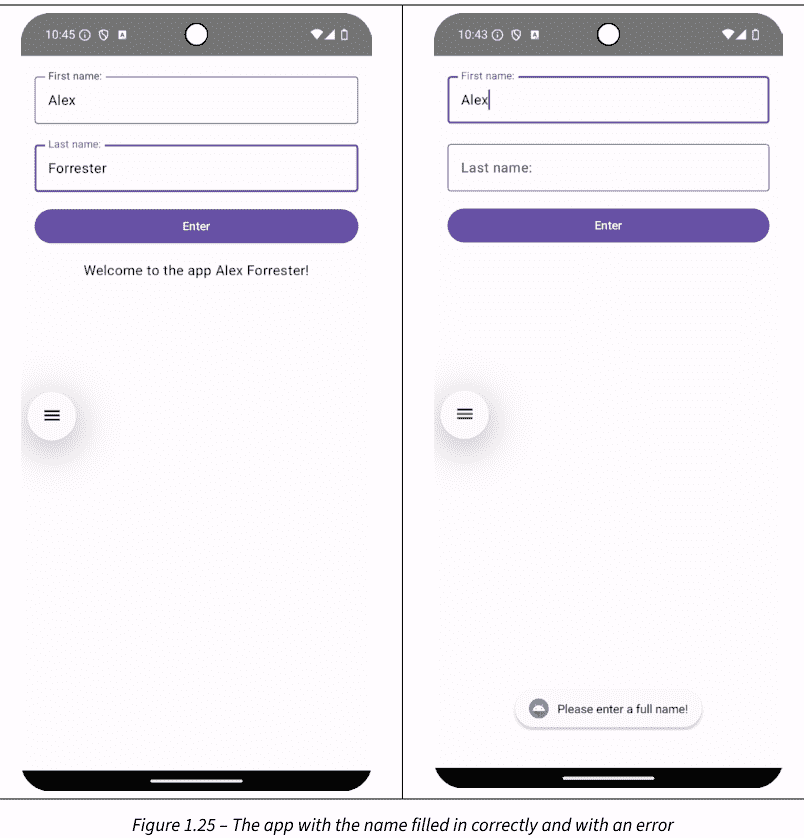 10:45
First name:
Alex
Last name:
Forrester
Enter
Welcome to the app Alex Forrester!
10:43
First name:
Alex
Last name:
Enter
Please enter a full name!
Figure 1.25 – The app with the name filled in correctly and with an error